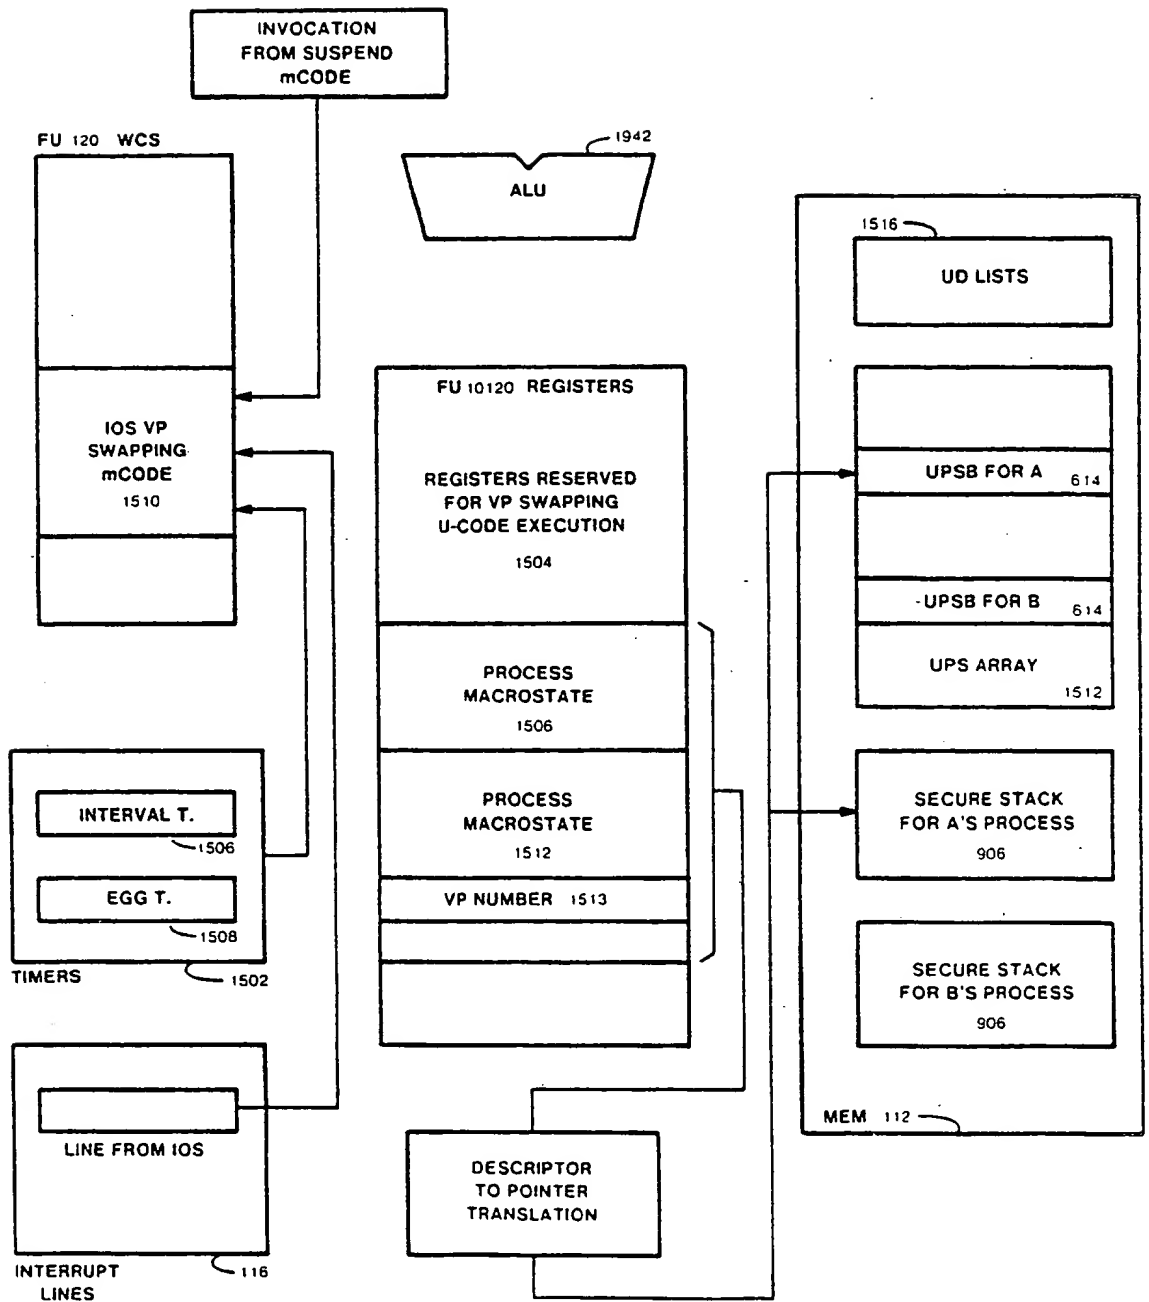 INVOCATION
FROM SUSPEND
mCODE
FU 120 WCS
IOS VP
SWAPPING
mCODE
1510
1942
ALU
FU 10120 REGISTERS
REGISTERS RESERVED
FOR VP SWAPPING
U-CODE EXECUTION
1504
PROCESS
MACROSTATE
1506
PROCESS
MACROSTATE
1512
VP NUMBER 1513
INTERVAL T.
1506
EGG T.
1508
TIMERS
1502
LINE FROM IOS
INTERRUPT
LINES
116
DESCRIPTOR
TO POINTER
TRANSLATION
1516
UD LISTS
UPSB FOR A
614
UPSB FOR B
614
UPS ARRAY
1512
SECURE STACK
FOR A'S PROCESS
906
SECURE STACK
FOR B'S PROCESS
906
MEM 112